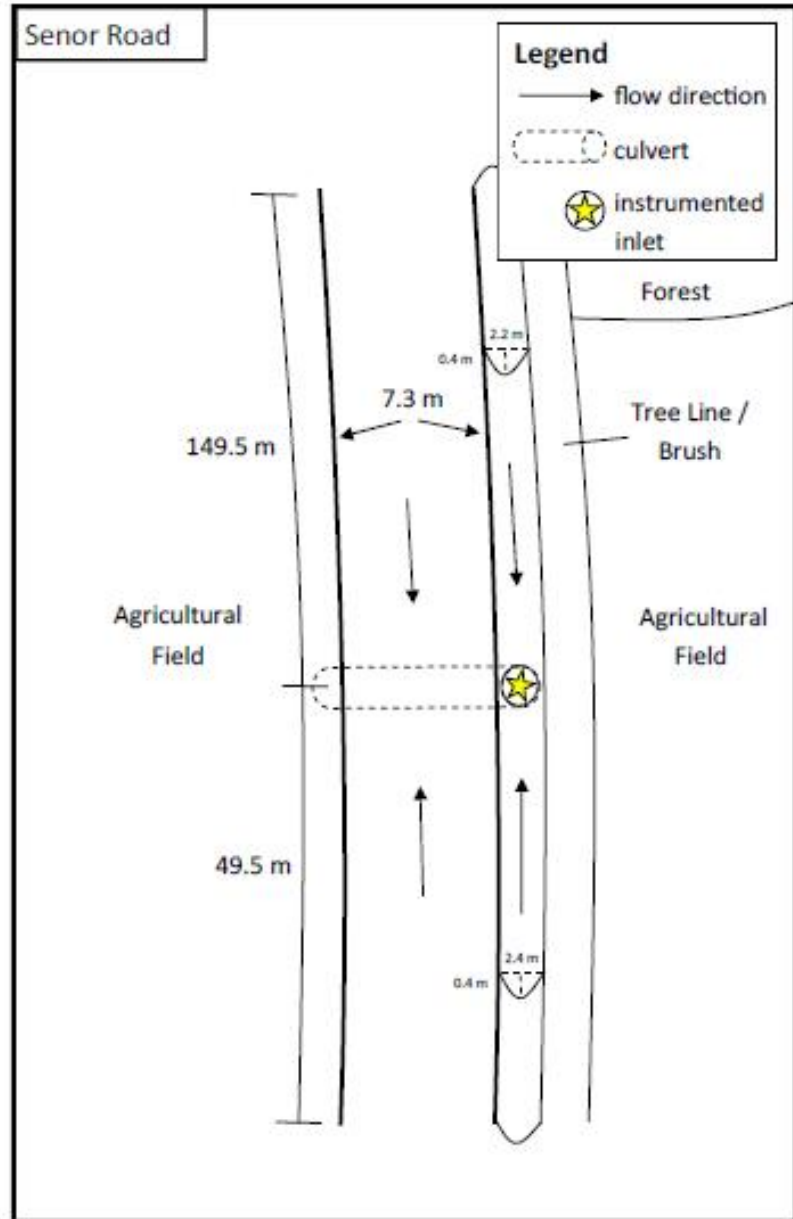 Senor Road
Legend
flow direction
culvert
instrumented
inlet
Forest
2.2 m
0.4 m
7.3 m
149.5 m
Tree Line /
Brush
Agricultural
Field
Agricultural
Field
49.5 m
2.4 m
0.4 m